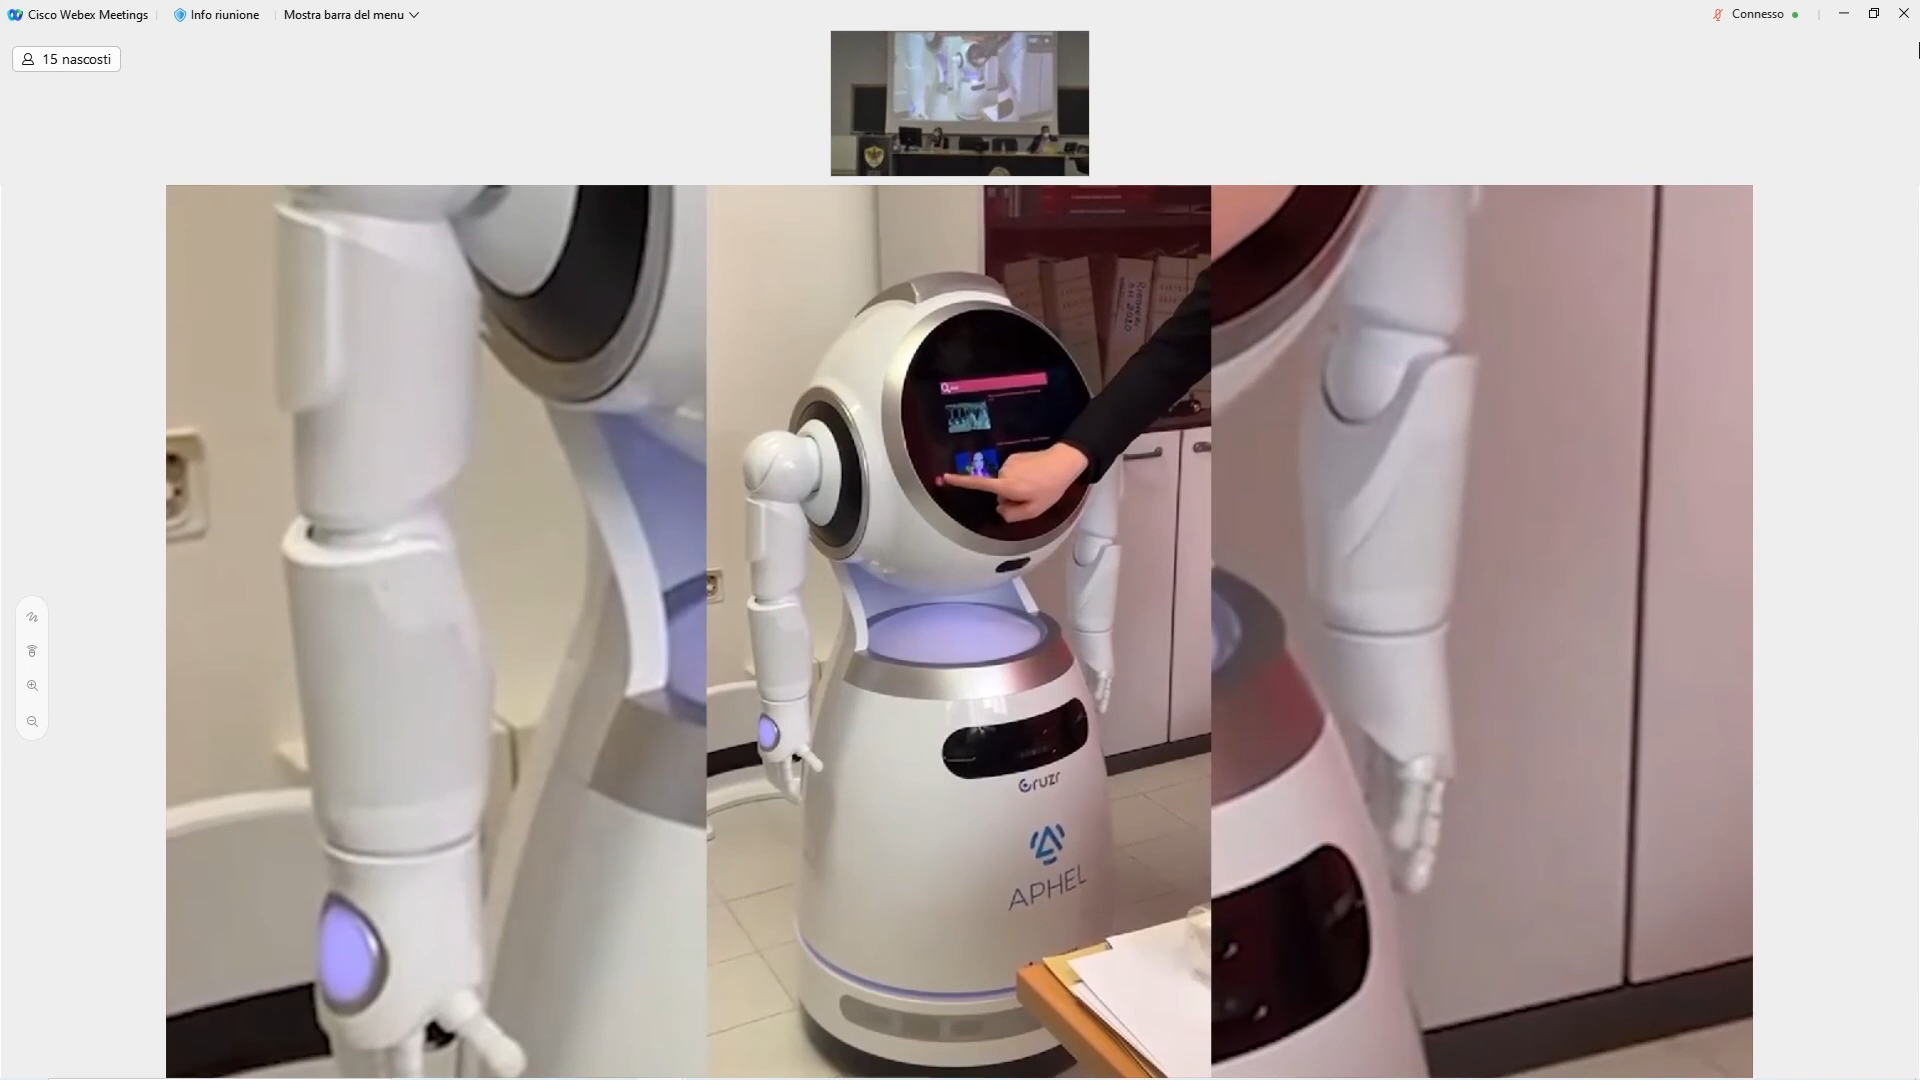 Cisco Webex Meetings
Info riunione
Mostra barra del menu
Connesso
15 nascosti
Cruzr
APHEL